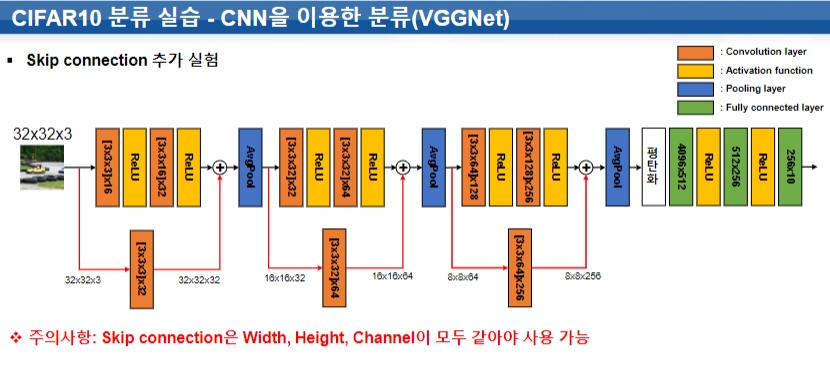 CIFAR10 분류 실습 - CNN을 이용한 분류(VGGNet)
▪ Skip connection 추가 실험
: Convolution layer
: Activation function
: Pooling layer
: Fully connected layer
32x32x3
[3x3x3]x16
ReLU
[3x3x16]x32
ReLU
AvgPool
[3x3x32]x32
ReLU
[3x3x32]x64
ReLU
AvgPool
[3x3x64]x128
ReLU
[3x3x128]x256
ReLU
AvgPool
평탄화
4096x512
ReLU
512x256
ReLU
256x10
32x32x3
[3x3x3]x32
32x32x32
16x16x32
[3x3x32]x64
16x16x64
8x8x64
[3x3x64]x256
8x8x256
❖ 주의사항: Skip connection은 Width, Height, Channel이 모두 같아야 사용 가능